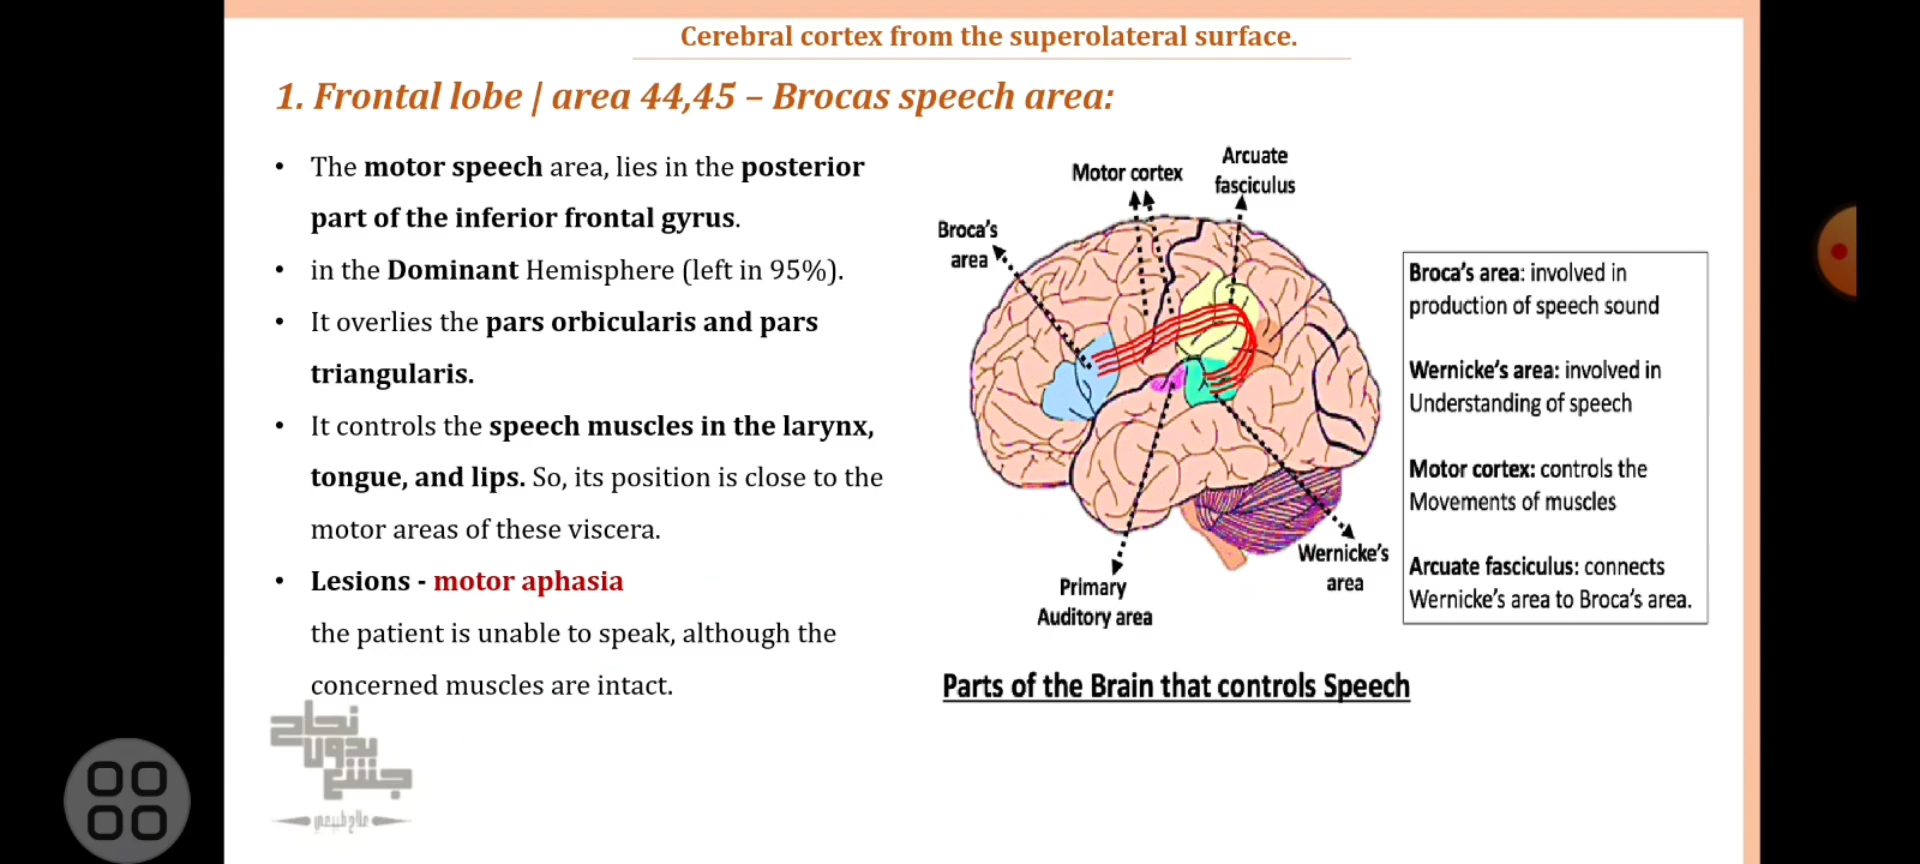 Cerebral cortex from the superolateral surface.
1. Frontal lobe | area 44,45 – Brocas speech area:
• The motor speech area, lies in the posterior
part of the inferior frontal gyrus.
• in the Dominant Hemisphere (left in 95%).
• It overlies the pars orbicularis and pars
triangularis.
• It controls the speech muscles in the larynx,
tongue, and lips. So, its position is close to the
motor areas of these viscera.
• Lesions - motor aphasia
the patient is unable to speak, although the
concerned muscles are intact.
نجاح
بدون
جشع
علاج طبيعي
Motor cortex
Arcuate
fasciculus
Broca's
area
Primary
Auditory area
Wernicke's
area
Parts of the Brain that controls Speech
Broca's area: involved in
production of speech sound
Wernicke's area: involved in
Understanding of speech
Motor cortex: controls the
Movements of muscles
Arcuate fasciculus: connects
Wernicke's area to Broca's area.